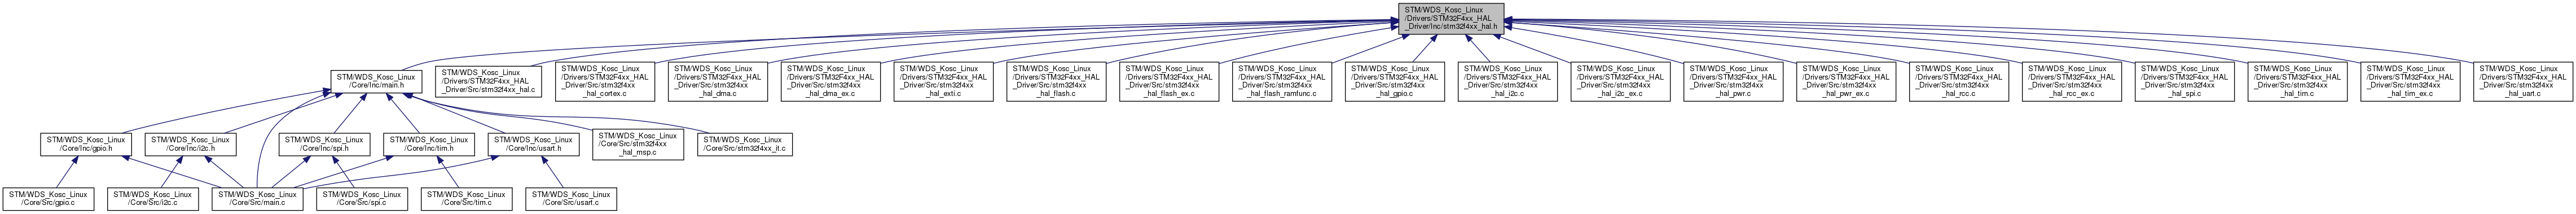 STM/WDS_Kosc_Linux
/Drivers/STM32F4xx_HAL
_Driver/Inc/stm32f4xx_hal.h
STM/WDS_Kosc_Linux
/Core/Inc/main.h
STM/WDS_Kosc_Linux
/Drivers/STM32F4xx_HAL
_Driver/Src/stm32f4xx_hal.c
STM/WDS_Kosc_Linux
/Drivers/STM32F4xx_HAL
_Driver/Src/stm32f4xx
_hal_cortex.c
STM/WDS_Kosc_Linux
/Drivers/STM32F4xx_HAL
_Driver/Src/stm32f4xx
_hal_dma.c
STM/WDS_Kosc_Linux
/Drivers/STM32F4xx_HAL
_Driver/Src/stm32f4xx
_hal_dma_ex.c
STM/WDS_Kosc_Linux
/Drivers/STM32F4xx_HAL
_Driver/Src/stm32f4xx
_hal_exti.c
STM/WDS_Kosc_Linux
/Drivers/STM32F4xx_HAL
_Driver/Src/stm32f4xx
_hal_flash.c
STM/WDS_Kosc_Linux
/Drivers/STM32F4xx_HAL
_Driver/Src/stm32f4xx
_hal_flash_ex.c
STM/WDS_Kosc_Linux
/Drivers/STM32F4xx_HAL
_Driver/Src/stm32f4xx
_hal_flash_ramfunc.c
STM/WDS_Kosc_Linux
/Drivers/STM32F4xx_HAL
_Driver/Src/stm32f4xx
_hal_gpio.c
STM/WDS_Kosc_Linux
/Drivers/STM32F4xx_HAL
_Driver/Src/stm32f4xx
_hal_i2c.c
STM/WDS_Kosc_Linux
/Drivers/STM32F4xx_HAL
_Driver/Src/stm32f4xx
_hal_i2c_ex.c
STM/WDS_Kosc_Linux
/Drivers/STM32F4xx_HAL
_Driver/Src/stm32f4xx
_hal_pwr.c
STM/WDS_Kosc_Linux
/Drivers/STM32F4xx_HAL
_Driver/Src/stm32f4xx
_hal_pwr_ex.c
STM/WDS_Kosc_Linux
/Drivers/STM32F4xx_HAL
_Driver/Src/stm32f4xx
_hal_rcc.c
STM/WDS_Kosc_Linux
/Drivers/STM32F4xx_HAL
_Driver/Src/stm32f4xx
_hal_rcc_ex.c
STM/WDS_Kosc_Linux
/Drivers/STM32F4xx_HAL
_Driver/Src/stm32f4xx
_hal_spi.c
STM/WDS_Kosc_Linux
/Drivers/STM32F4xx_HAL
_Driver/Src/stm32f4xx
_hal_tim.c
STM/WDS_Kosc_Linux
/Drivers/STM32F4xx_HAL
_Driver/Src/stm32f4xx
_hal_tim_ex.c
STM/WDS_Kosc_Linux
/Drivers/STM32F4xx_HAL
_Driver/Src/stm32f4xx
_hal_uart.c
STM/WDS_Kosc_Linux
/Core/Inc/gpio.h
STM/WDS_Kosc_Linux
/Core/Inc/i2c.h
STM/WDS_Kosc_Linux
/Core/Inc/spi.h
STM/WDS_Kosc_Linux
/Core/Inc/tim.h
STM/WDS_Kosc_Linux
/Core/Inc/usart.h
STM/WDS_Kosc_Linux
/Core/Src/stm32f4xx
_hal_msp.c
STM/WDS_Kosc_Linux
/Core/Src/stm32f4xx_it.c
STM/WDS_Kosc_Linux
/Core/Src/gpio.c
STM/WDS_Kosc_Linux
/Core/Src/i2c.c
STM/WDS_Kosc_Linux
/Core/Src/main.c
STM/WDS_Kosc_Linux
/Core/Src/spi.c
STM/WDS_Kosc_Linux
/Core/Src/tim.c
STM/WDS_Kosc_Linux
/Core/Src/usart.c